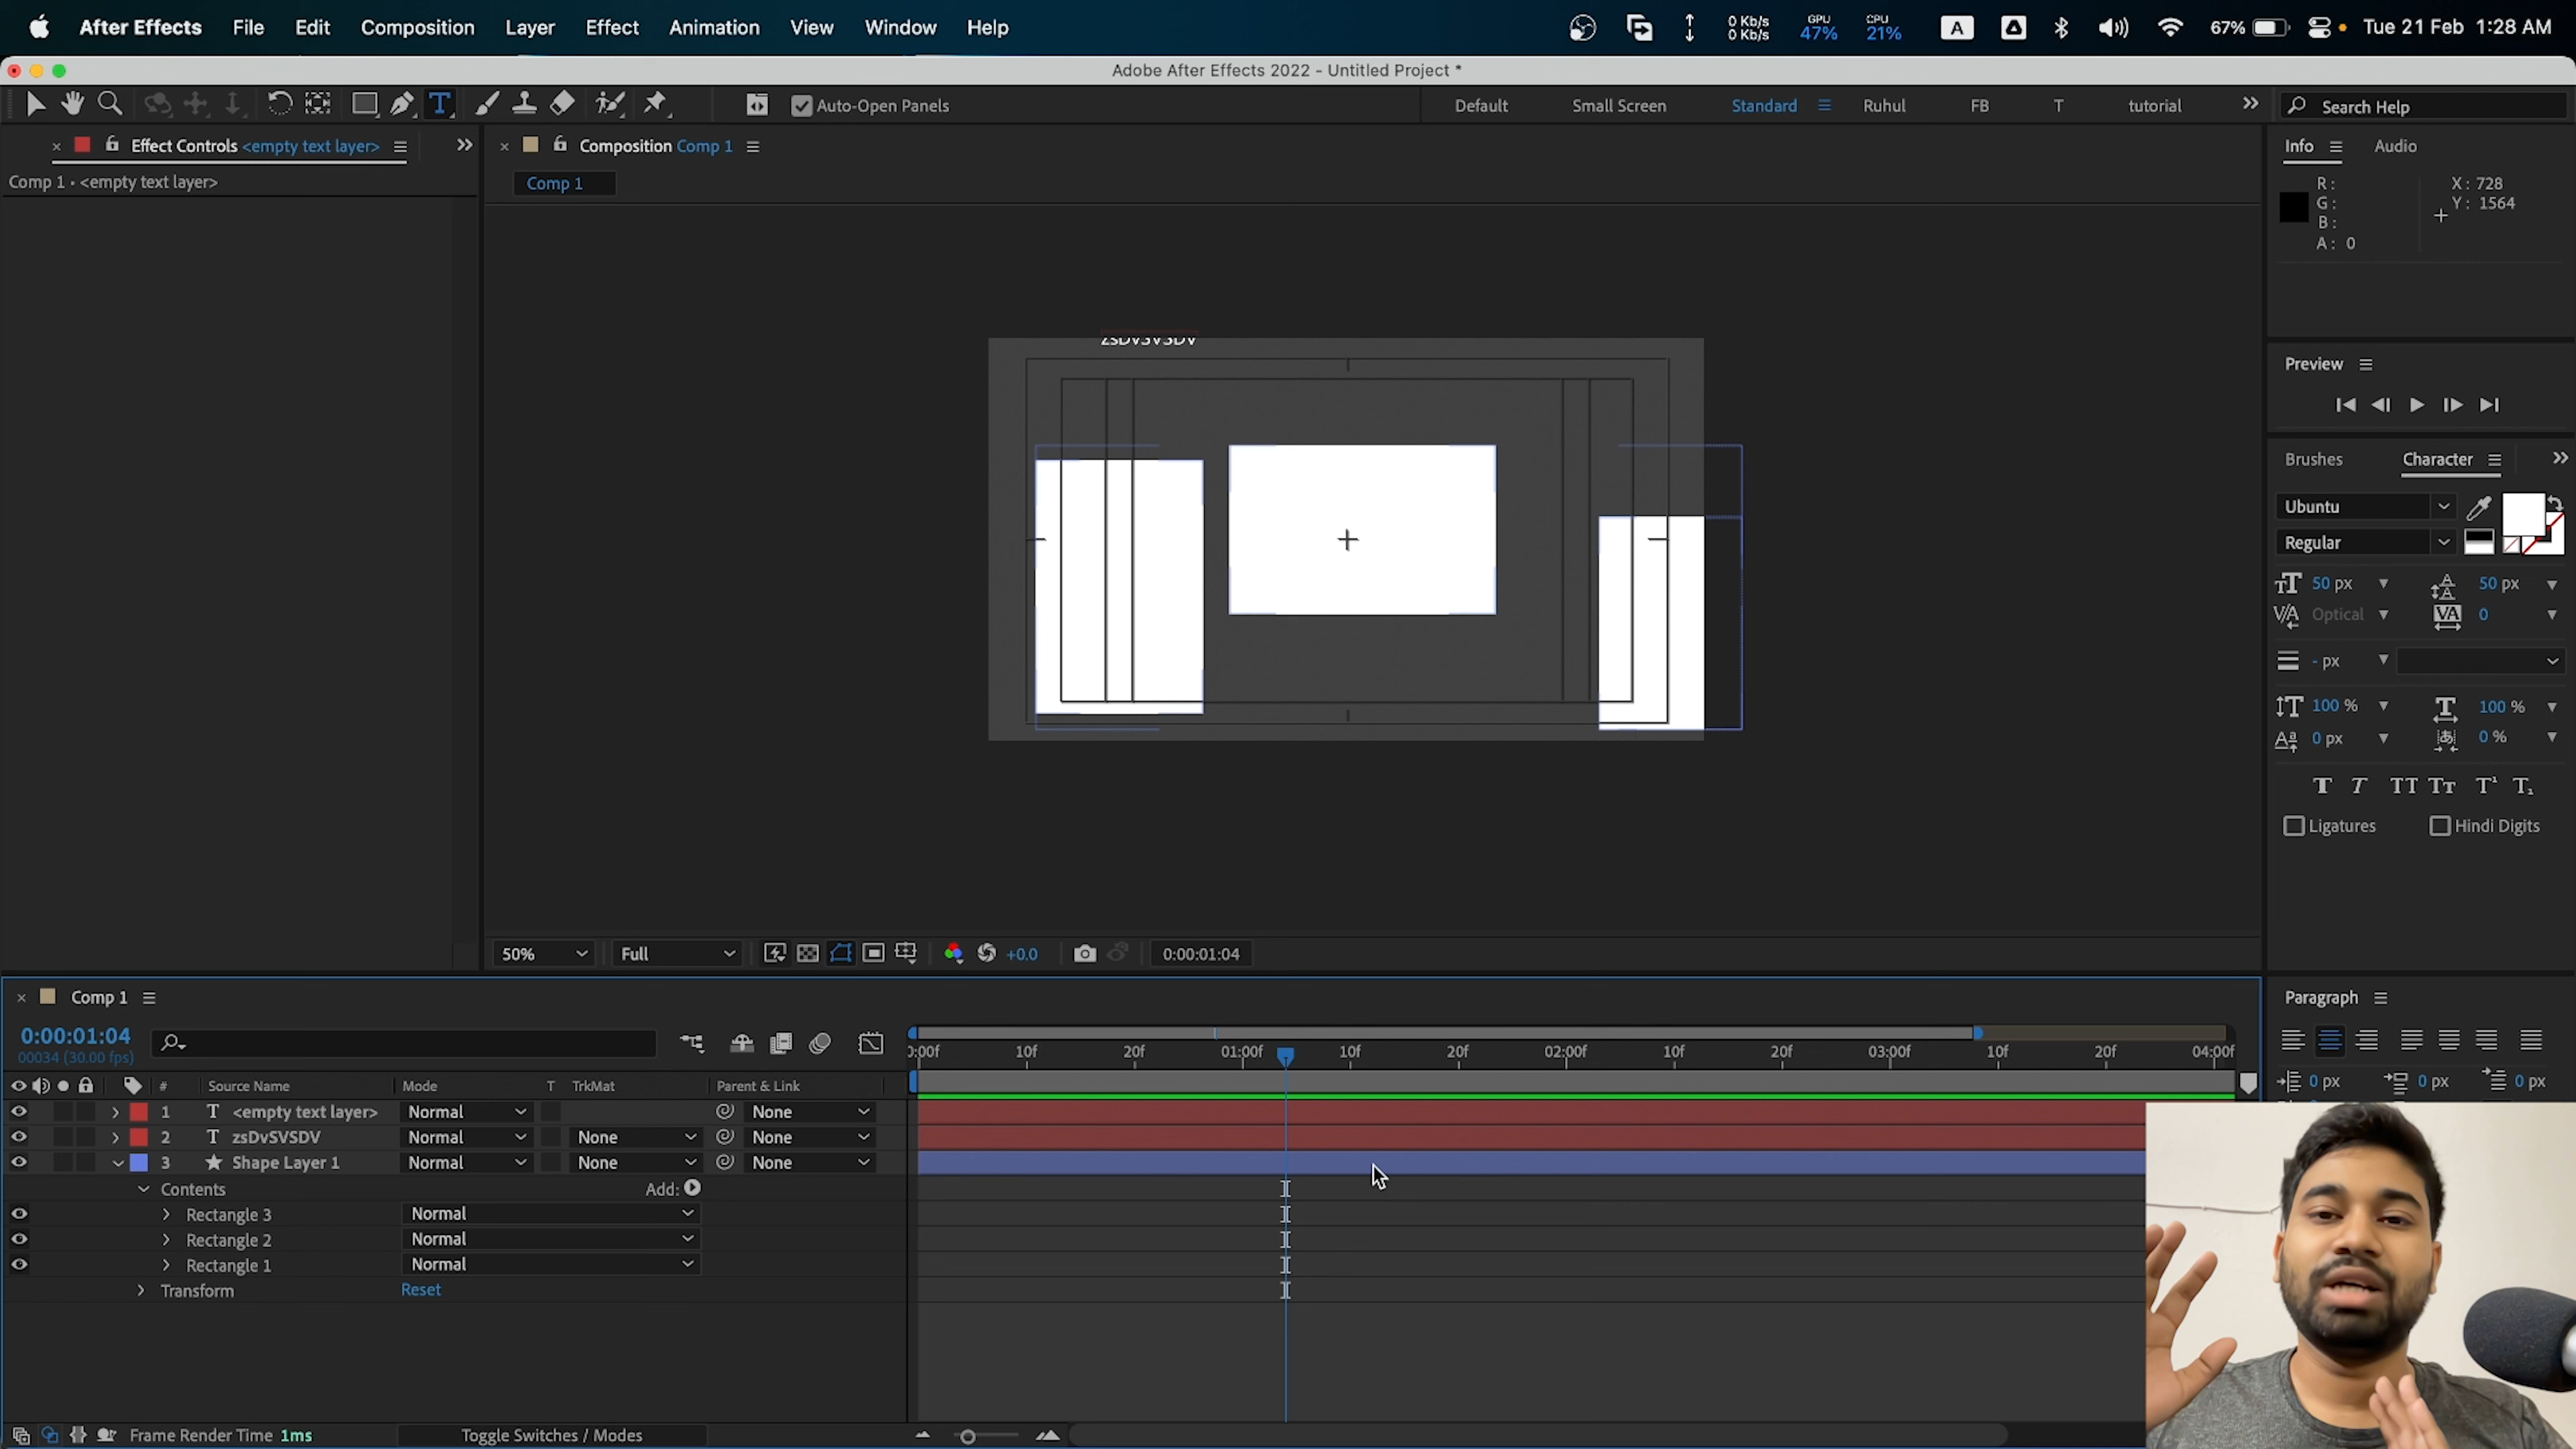 After Effects File Edit Composition Layer Effect Animation View Window Help
0 Kb/s 0 Kb/s GPU 47% CPU 21% A 67% Tue 21 Feb 1:28 AM
Adobe After Effects 2022 - Untitled Project *
Auto-Open Panels Default Small Screen Standard Ruhul FB T tutorial Search Help
Effect Controls <empty text layer>
Composition Comp 1
Info Audio
Comp 1 • <empty text layer>
Comp 1
R :
G :
B :
A : 0
X : 728
Y : 1564
zsDvSVSDV
Preview
Brushes Character
Ubuntu
Regular
50 px 50 px
Optical 0
- px
100 % 100 %
0 px 0 %
Ligatures Hindi Digits
50% Full +0.0 0:00:01:04
Comp 1
Paragraph
0:00:01:04
00034 (30.00 fps)
0:00f 10f 20f 01:00f 10f 20f 02:00f 10f 20f 03:00f 10f 20f 04:00f
# Source Name Mode T TrkMat Parent & Link
0 px 0 px 0 px
1 T <empty text layer> Normal None
2 T zsDvSVSDV Normal None None
3 Shape Layer 1 Normal None None
Contents Add:
Rectangle 3 Normal
Rectangle 2 Normal
Rectangle 1 Normal
Transform Reset
Frame Render Time 1ms Toggle Switches / Modes